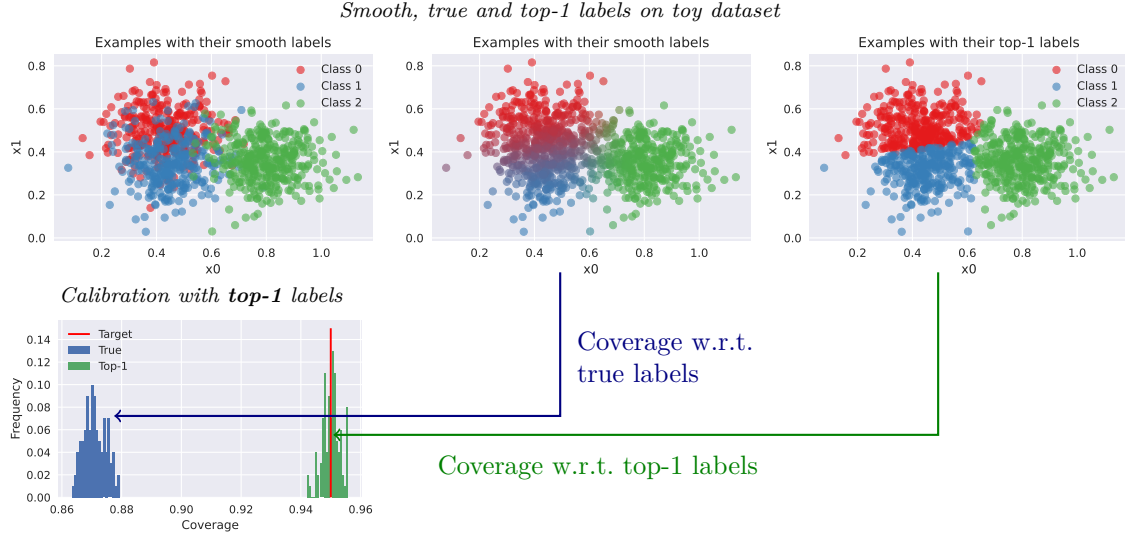 Smooth, true and top-1 labels on toy dataset
Examples with their smooth labels
Class 0
Class 1
Class 2
0.8
0.6
0.4
0.2
0.0
x1
0.2 0.4 0.6 0.8 1.0
x0
Examples with their smooth labels
0.8
0.6
0.4
0.2
0.0
x1
0.2 0.4 0.6 0.8 1.0
x0
Examples with their top-1 labels
Class 0
Class 1
Class 2
0.8
0.6
0.4
0.2
0.0
x1
0.2 0.4 0.6 0.8 1.0
x0
Calibration with top-1 labels
Target
True
Top-1
0.14
0.12
0.10
0.08
0.06
0.04
0.02
0.00
Frequency
0.86 0.88 0.90 0.92 0.94 0.96
Coverage
Coverage w.r.t.
true labels
Coverage w.r.t. top-1 labels